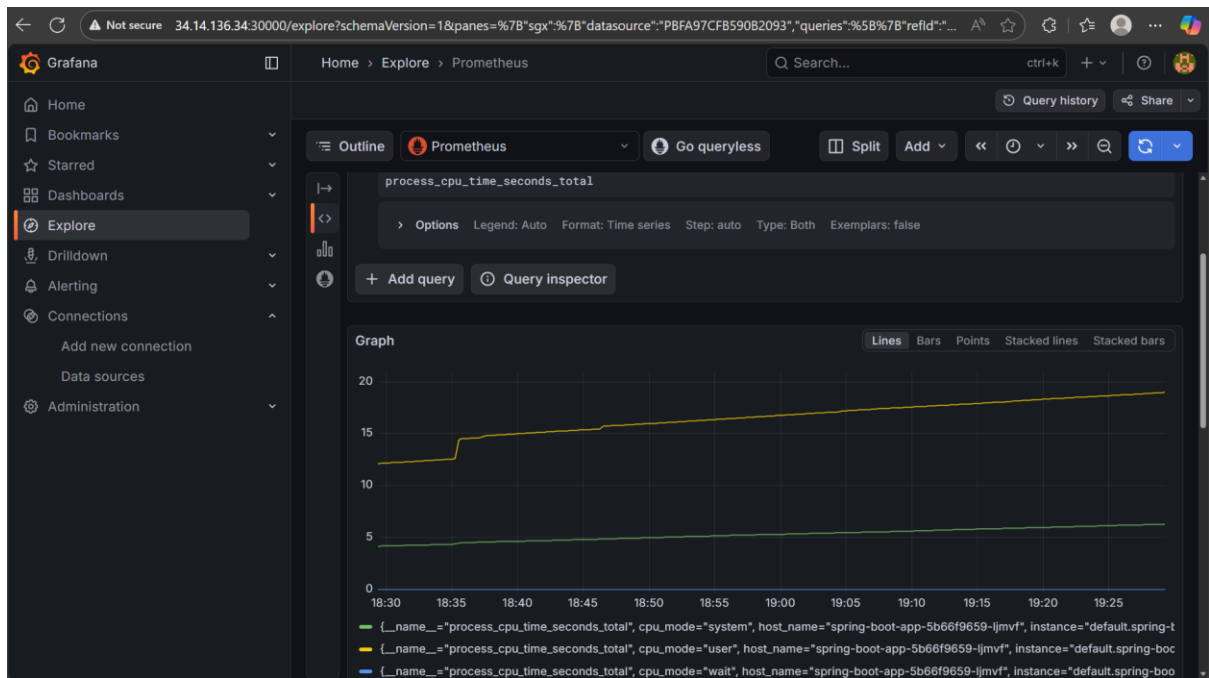 Not secure 34.14.136.34:30000/explore?schemaVersion=1&panes=%7B"sgx":%7B"datasource":"PBFA97CFB590B2093","queries":%5B%7B"refId":"...
Grafana
Home › Explore › Prometheus
Search...
ctrl+k
Home
Bookmarks
Starred
Dashboards
Explore
Drilldown
Alerting
Connections
Add new connection
Data sources
Administration
Query history
Share
Outline
Prometheus
Go queryless
Split
Add
process_cpu_time_seconds_total
Options Legend: Auto Format: Time series Step: auto Type: Both Exemplars: false
+ Add query
Query inspector
Graph
Lines Bars Points Stacked lines Stacked bars
20
15
10
5
0
18:30 18:35 18:40 18:45 18:50 18:55 19:00 19:05 19:10 19:15 19:20 19:25
{__name__="process_cpu_time_seconds_total", cpu_mode="system", host_name="spring-boot-app-5b66f9659-ljmvf", instance="default.spring-t
{__name__="process_cpu_time_seconds_total", cpu_mode="user", host_name="spring-boot-app-5b66f9659-ljmvf", instance="default.spring-boc
{__name__="process_cpu_time_seconds_total", cpu_mode="wait", host_name="spring-boot-app-5b66f9659-ljmvf", instance="default.spring-boo